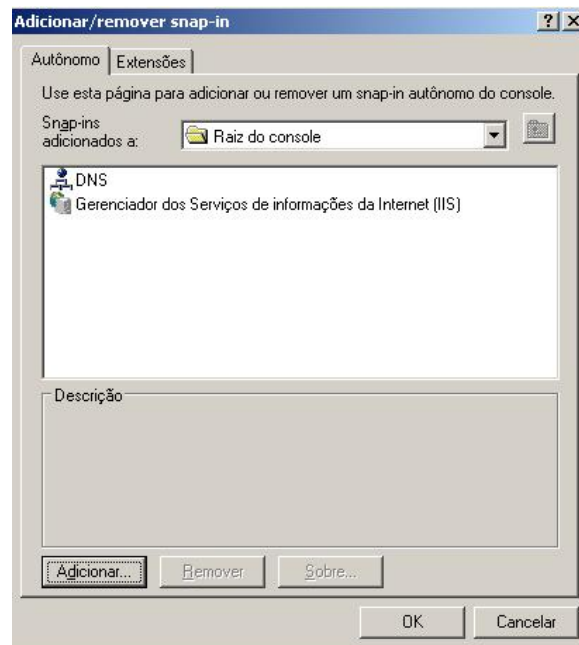 Adicionar/remover snap-in
Autônomo Extensões
Use esta página para adicionar ou remover um snap-in autônomo do console.
Snap-ins
adicionados a:
Raiz do console
DNS
Gerenciador dos Serviços de informações da Internet (IIS)
Descrição
Adicionar... Remover Sobre...
OK Cancelar